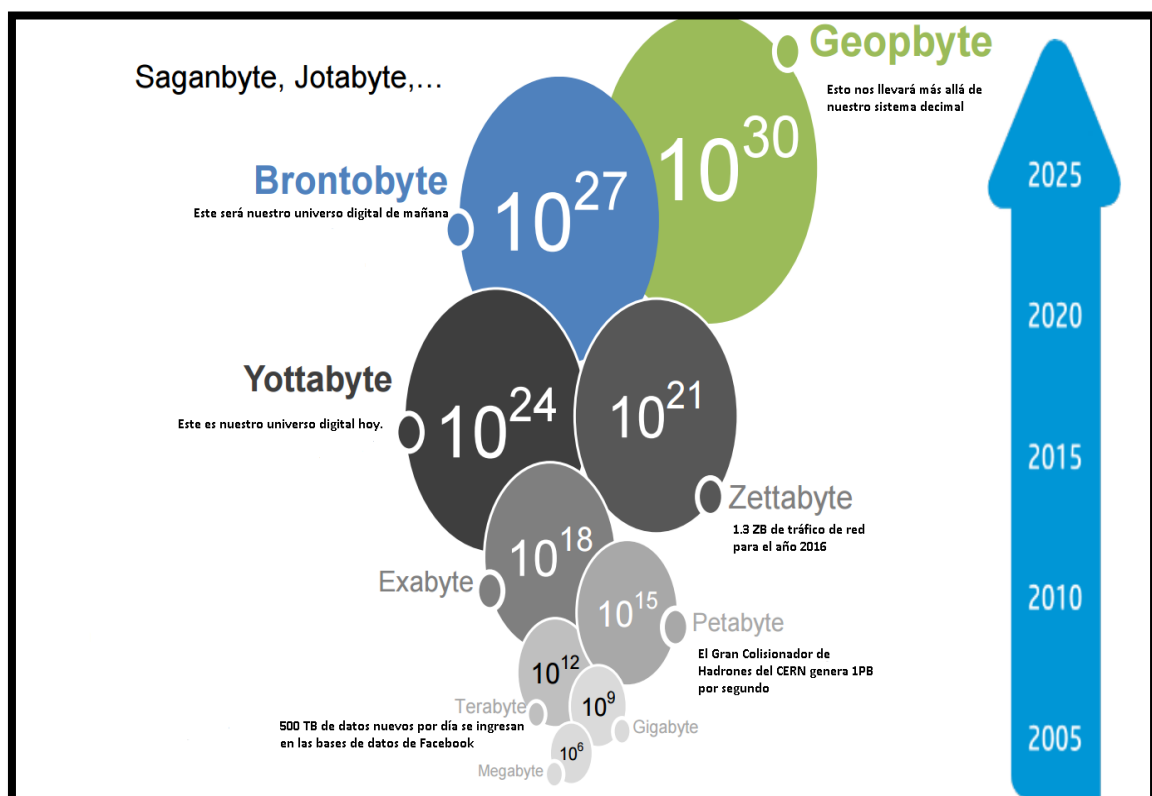 Geopbyte
Esto nos llevará más allá de
nuestro sistema decimal
Saganbyte, Jotabyte,...
10^30
Brontobyte
Este será nuestro universo digital de mañana
10^27
2025
2020
Yottabyte
Este es nuestro universo digital hoy.
10^24
10^21
2015
Zettabyte
1.3 ZB de tráfico de red
para el año 2016
10^18
Exabyte
10^15
2010
Petabyte
El Gran Colisionador de
Hadrones del CERN genera 1PB
por segundo
10^12
Terabyte
500 TB de datos nuevos por día se ingresan
en las bases de datos de Facebook
10^9
Gigabyte
2005
10^6
Megabyte